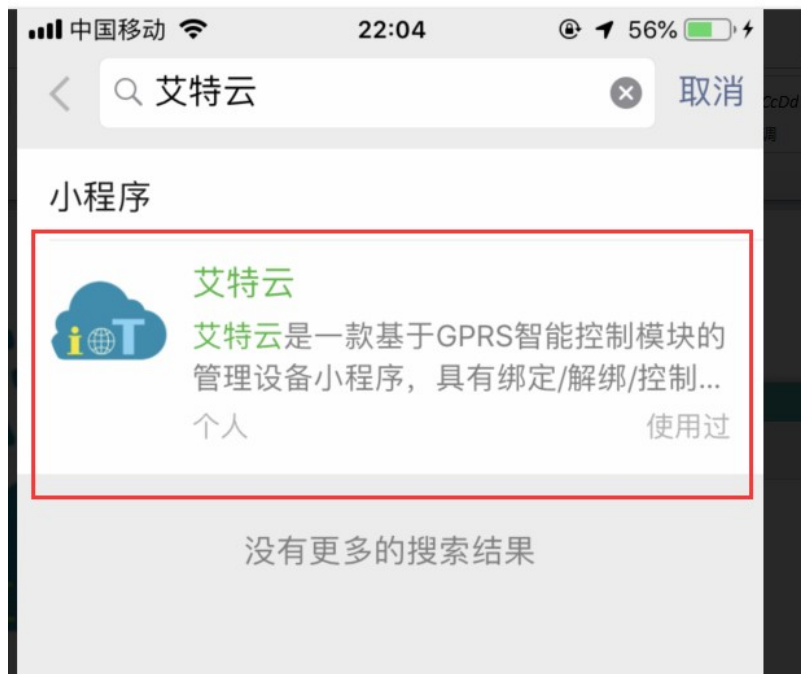 中国移动 22:04 56%
艾特云 取消
CcDd
小程序
艾特云
iOT
艾特云是一款基于GPRS智能控制模块的
管理设备小程序，具有绑定/解绑/控制...
个人 使用过
没有更多的搜索结果